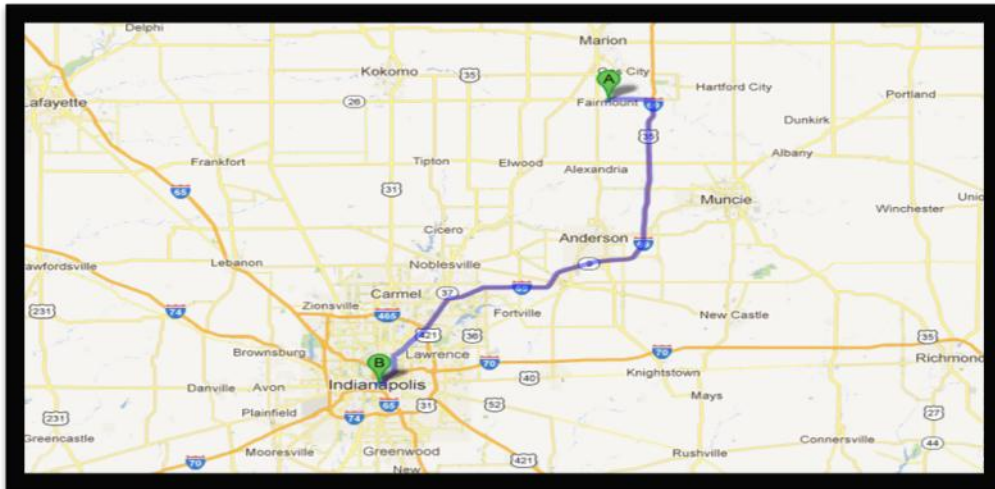 Delphi
Marion
Kokomo
35
Gas City
A
Hartford City
Lafayette
26
Fairmount
69
Portland
35
Dunkirk
Frankfort
Tipton
Elwood
Alexandria
Albany
65
31
Muncie
Winchester
Cicero
Anderson
69
Crawfordsville
Lebanon
Noblesville
9
Carmel
37
69
Zionsville
465
Fortville
New Castle
231
74
421
36
35
Brownsburg
B
Lawrence
70
70
Richmond
Indianapolis
40
Knightstown
Danville
Avon
Mays
Plainfield
65
31
52
27
231
74
Greencastle
Connersville
44
Mooresville
Greenwood
Rushville
70
New
421